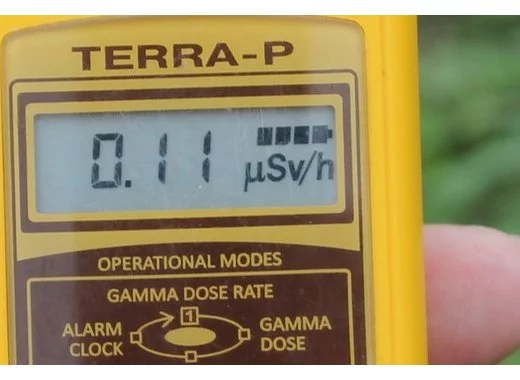 TERRA-P
0.11 μSv/h
OPERATIONAL MODES
GAMMA DOSE RATE
1
ALARM CLOCK
GAMMA DOSE